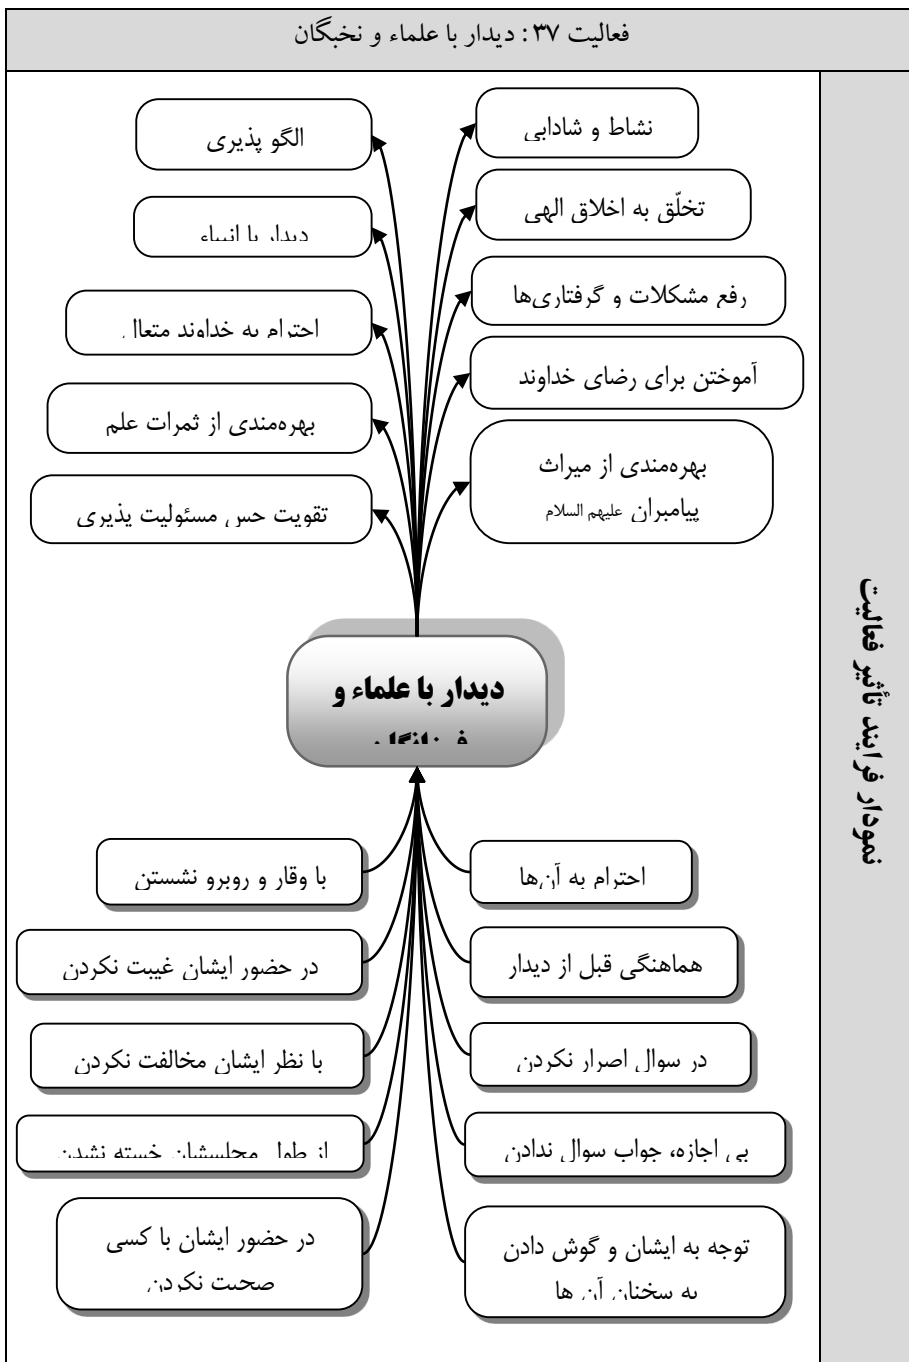 فعالیت ۳۷ : دیدار با علماء و نخبگان
نمودار فرایند تأثیر فعالیت
نشاط و شادابی
الگو پذیری
تخلّق به اخلاق الهی
دیدار با انبیاء
رفع مشکلات و گرفتاری‌ها
احترام به خداوند متعال
آموختن برای رضای خداوند
بهره‌مندی از ثمرات علم
بهره‌مندی از میراث
پیامبران علیهم السلام
تقویت حس مسئولیت پذیری
دیدار با علماء و
فرزانگان
احترام به آن‌ها
با وقار و روبرو نشستن
هماهنگی قبل از دیدار
در حضور ایشان غیبت نکردن
در سوال اصرار نکردن
با نظر ایشان مخالفت نکردن
بی اجازه، جواب سوال ندادن
از طول مجلسشان خسته نشدن
توجه به ایشان و گوش دادن
به سخنان آن ها
در حضور ایشان با کسی
صحبت نکردن